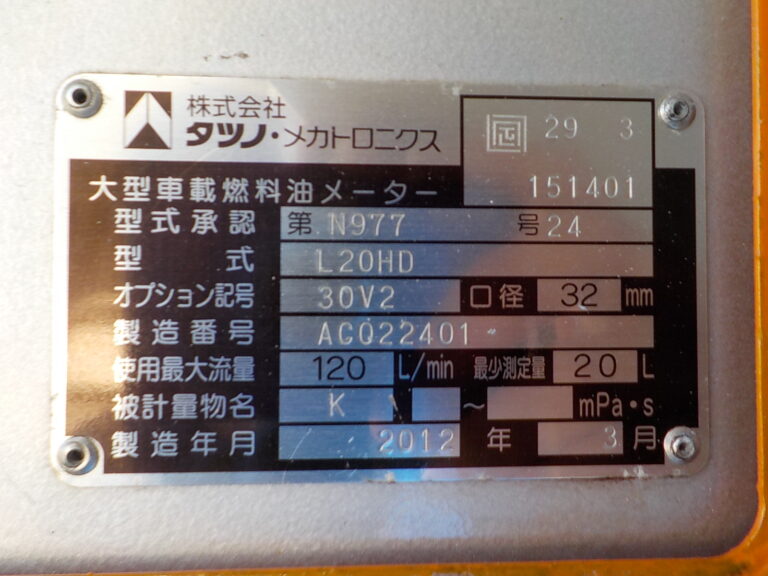 株式会社
タツノ・メカトロニクス
29 3
151401
大型車載燃料油メーター
型式承認 第 N977 号24
型式 L20HD
オプション記号 30V2 口径 32 mm
製造番号 ACQ22401
使用最大流量 120 L/min 最少測定量 20 L
被計量物名 K ～ mPa・s
製造年月 2012 年 3 月